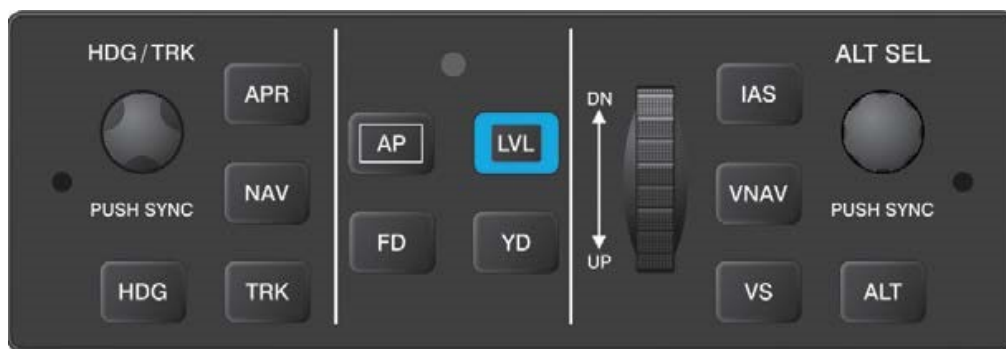 HDG / TRK
APR
NAV
PUSH SYNC
HDG
TRK
AP
LVL
FD
YD
DN
UP
IAS
VNAV
VS
ALT SEL
PUSH SYNC
ALT